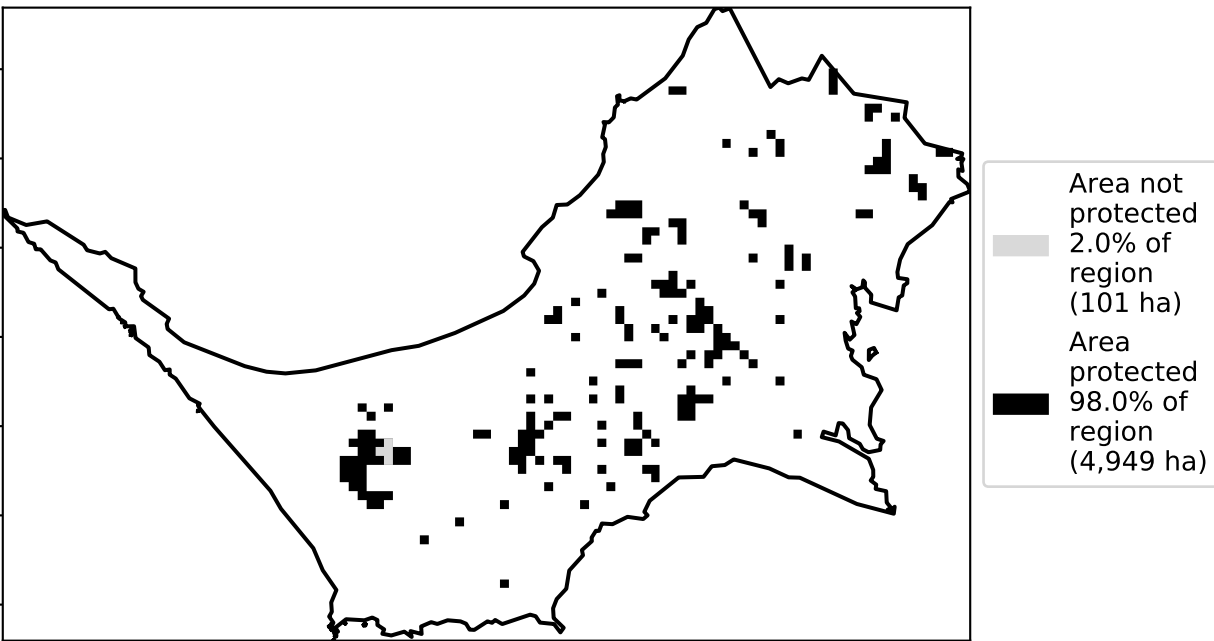 Area not
protected
2.0% of
region
(101 ha)
Area
protected
98.0% of
region
(4,949 ha)